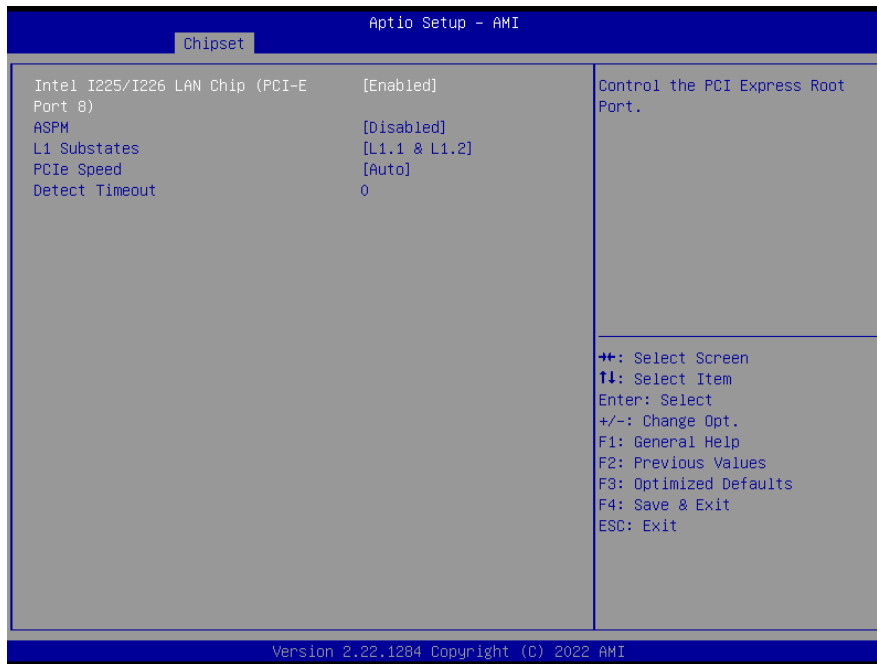 Aptio Setup – AMI
Chipset
Intel I225/I226 LAN Chip (PCI-E [Enabled]
Port 8)
ASPM [Disabled]
L1 Substates [L1.1 & L1.2]
PCIe Speed [Auto]
Detect Timeout 0
Control the PCI Express Root
Port.
→←: Select Screen
↑↓: Select Item
Enter: Select
+/-: Change Opt.
F1: General Help
F2: Previous Values
F3: Optimized Defaults
F4: Save & Exit
ESC: Exit
Version 2.22.1284 Copyright (C) 2022 AMI